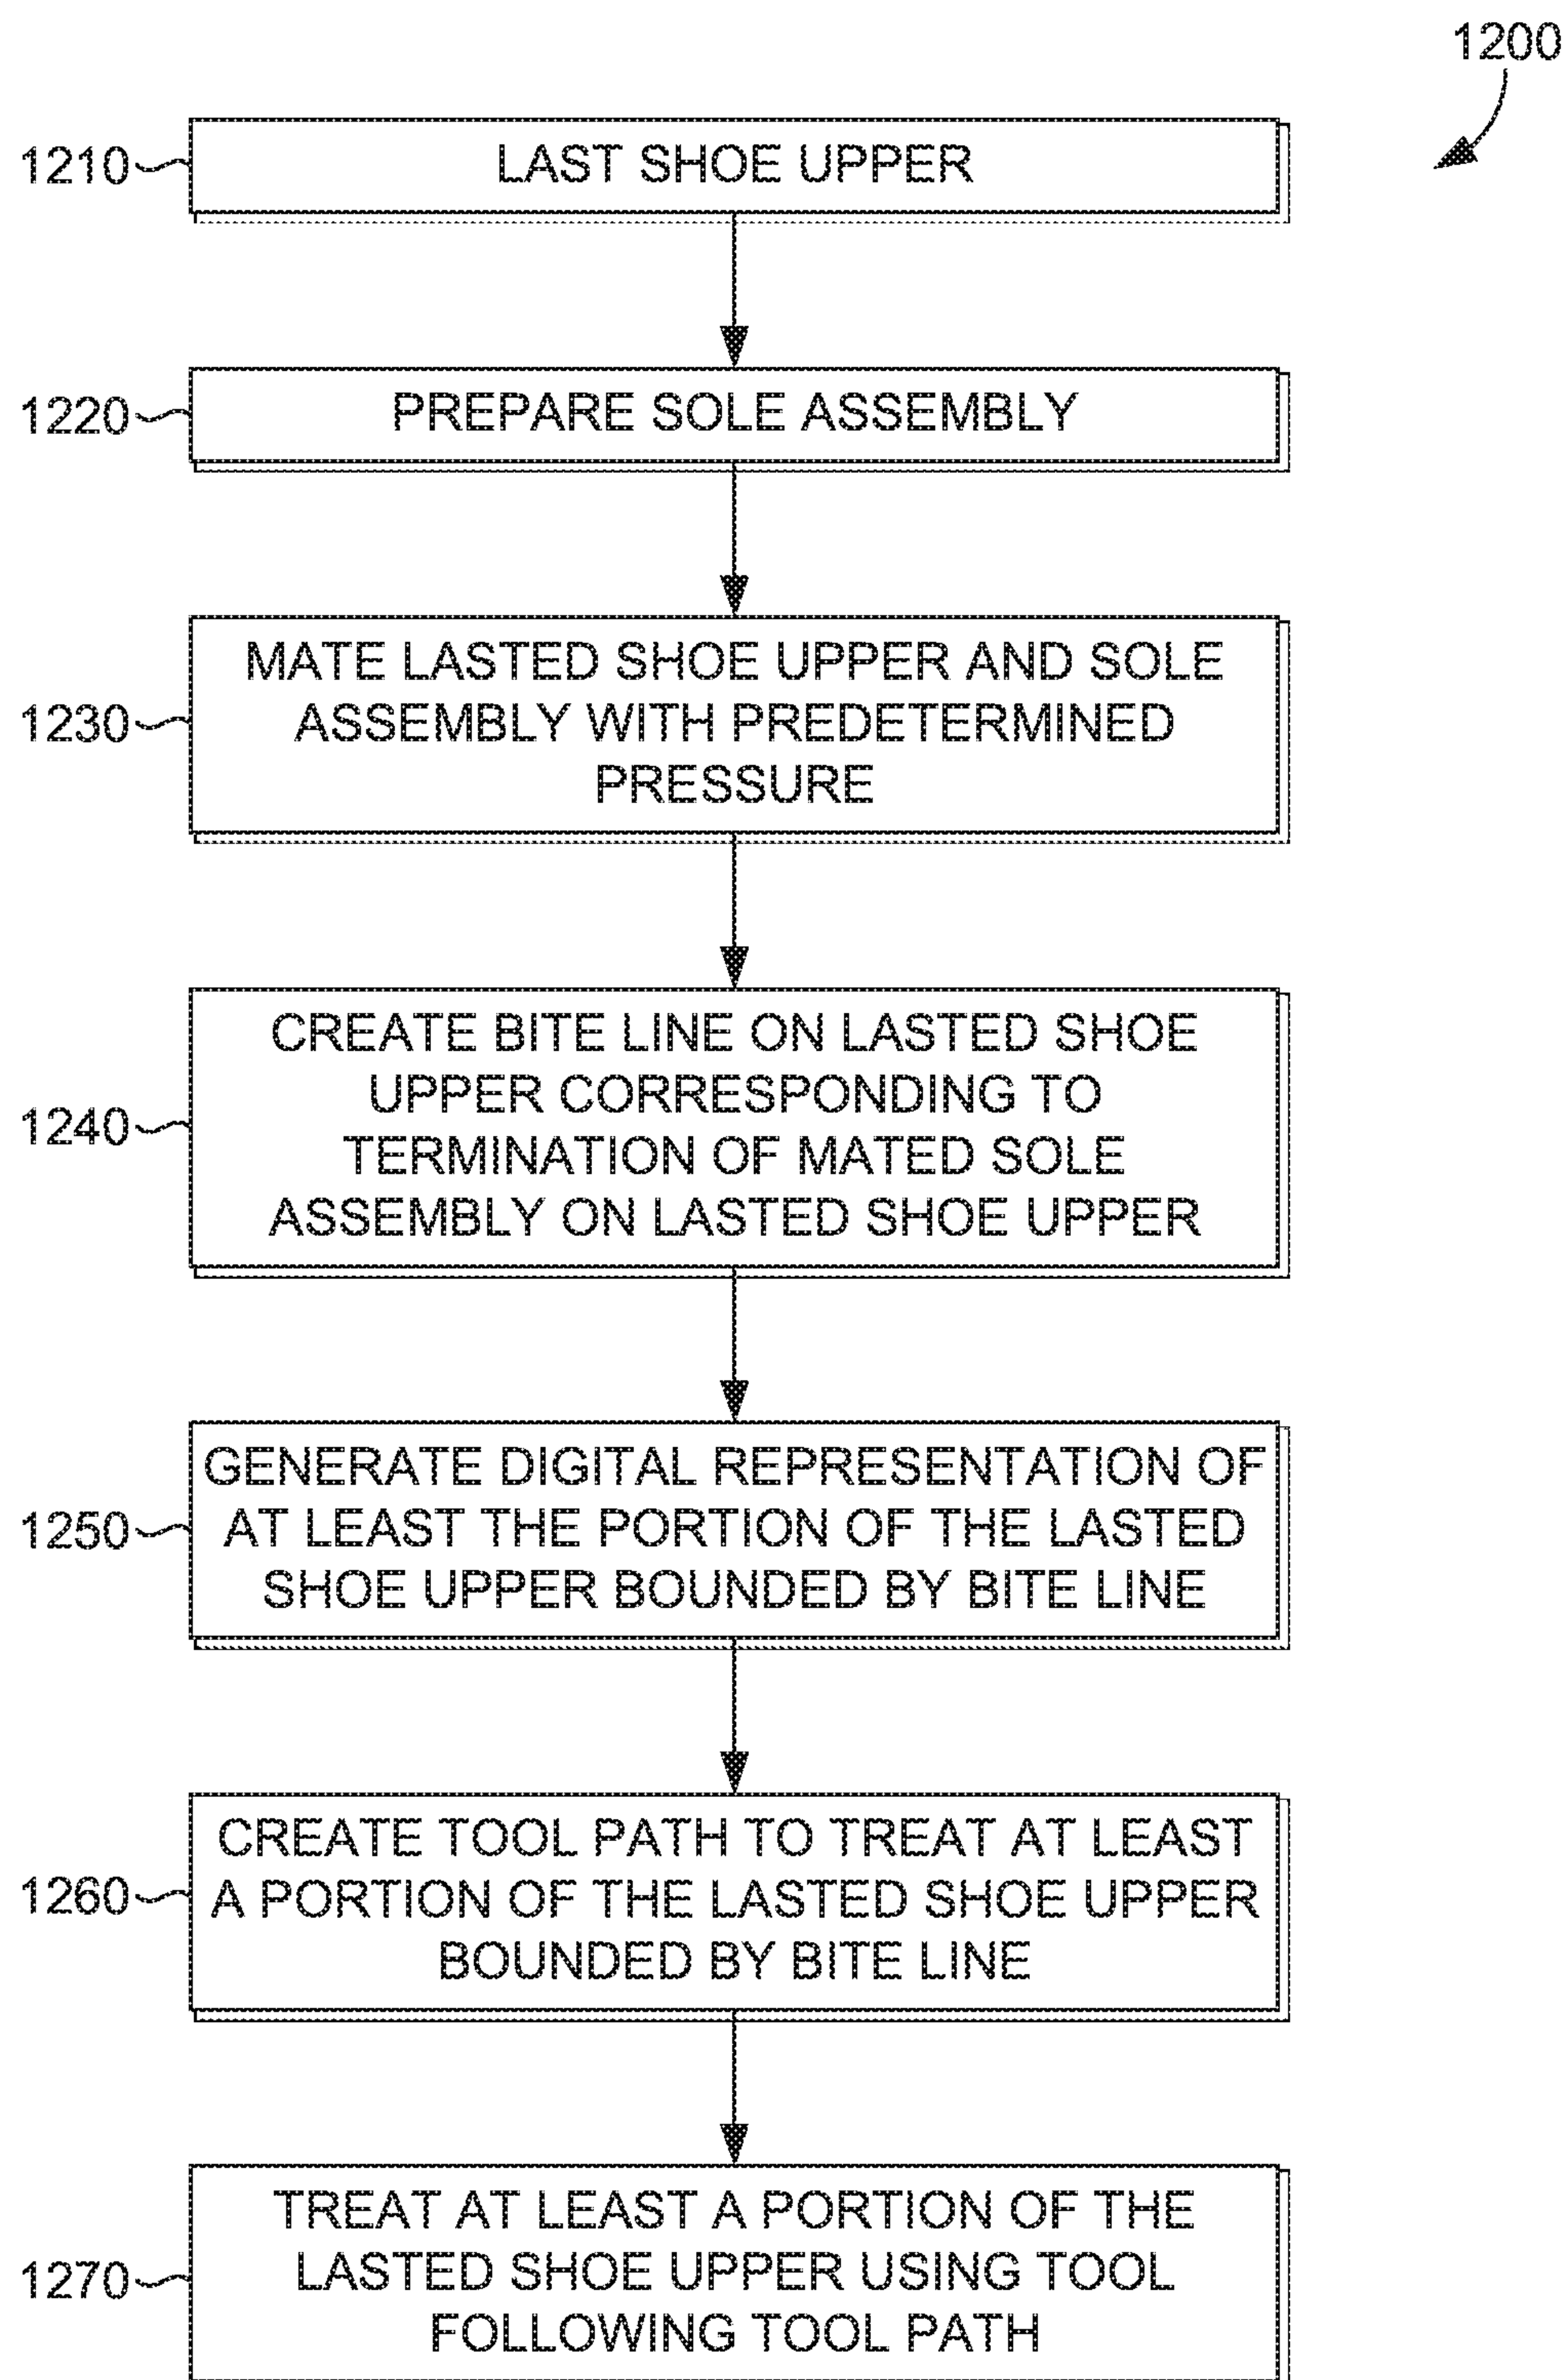 1200
1210
LAST SHOE UPPER
1220
PREPARE SOLE ASSEMBLY
1230
MATE LASTED SHOE UPPER AND SOLE
ASSEMBLY WITH PREDETERMINED
PRESSURE
1240
CREATE BITE LINE ON LASTED SHOE
UPPER CORRESPONDING TO
TERMINATION OF MATED SOLE
ASSEMBLY ON LASTED SHOE UPPER
1250
GENERATE DIGITAL REPRESENTATION OF
AT LEAST THE PORTION OF THE LASTED
SHOE UPPER BOUNDED BY BITE LINE
1260
CREATE TOOL PATH TO TREAT AT LEAST
A PORTION OF THE LASTED SHOE UPPER
BOUNDED BY BITE LINE
1270
TREAT AT LEAST A PORTION OF THE
LASTED SHOE UPPER USING TOOL
FOLLOWING TOOL PATH